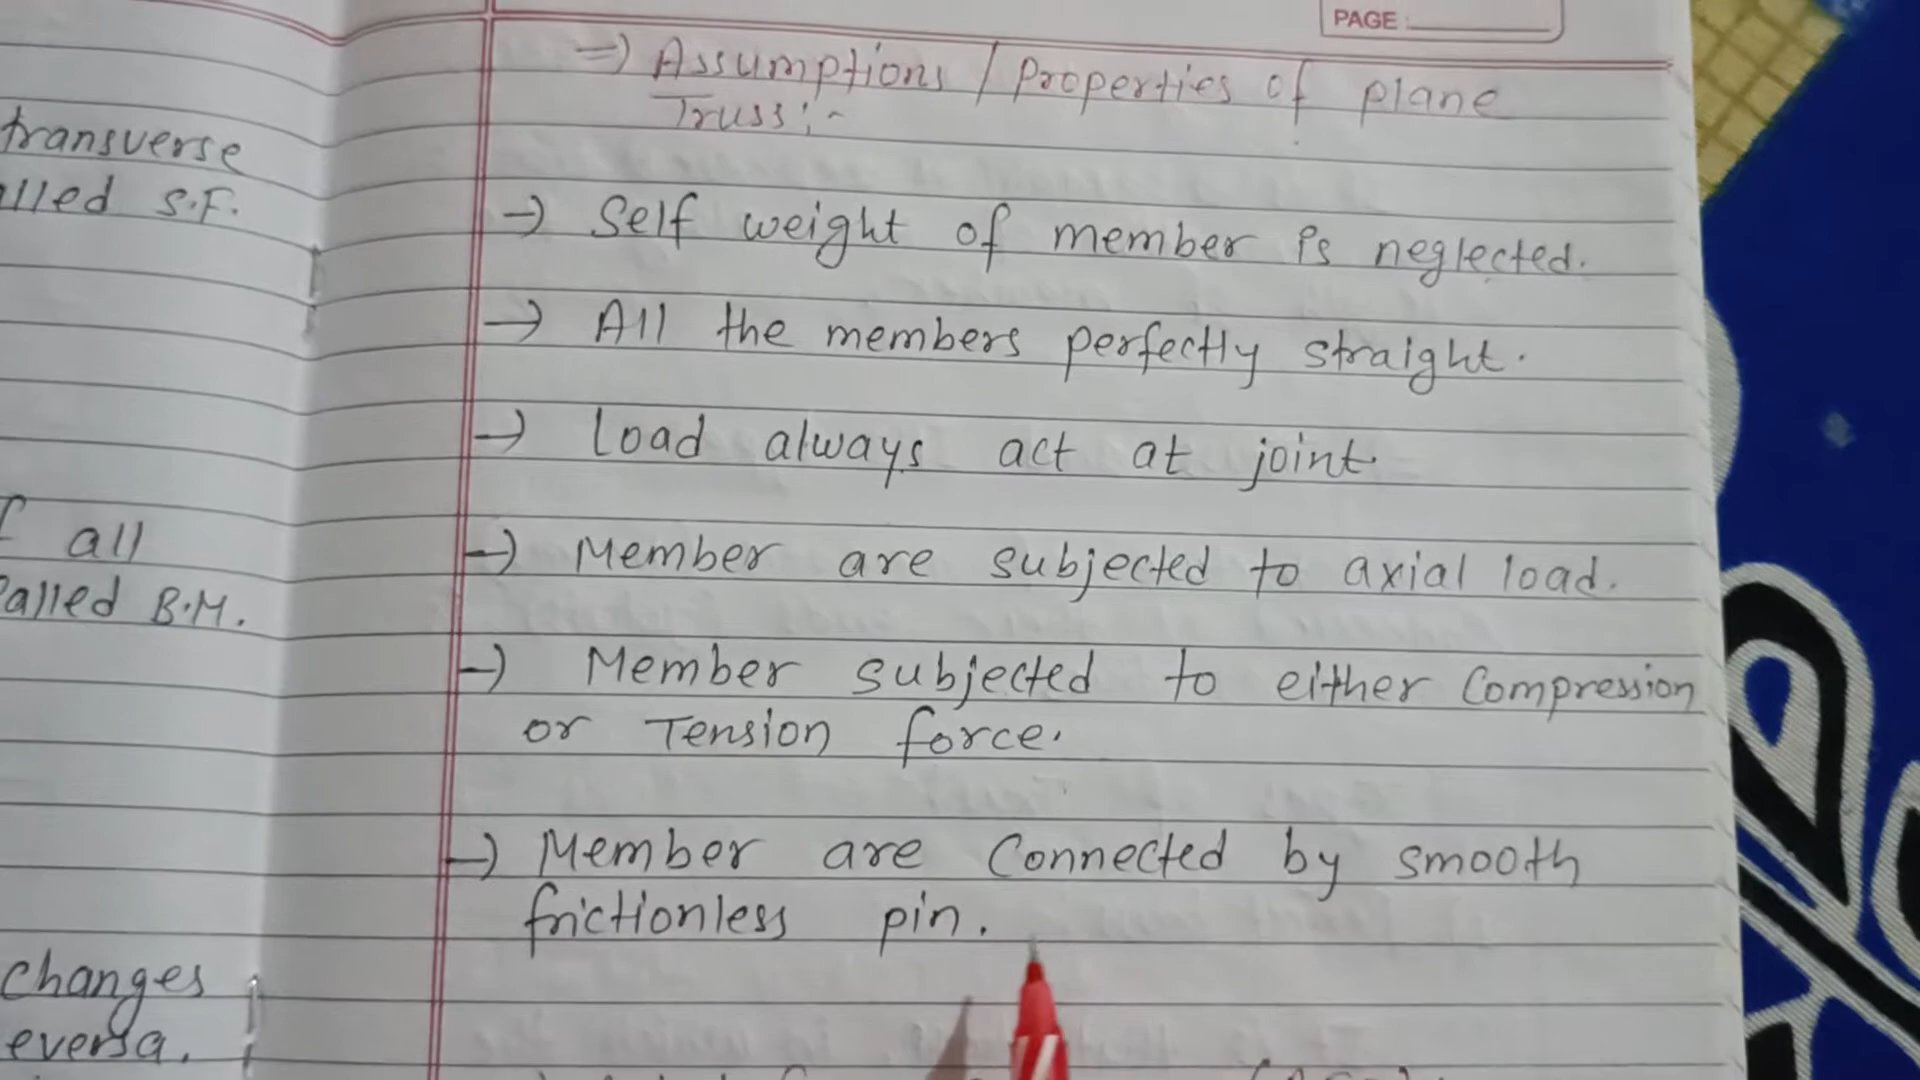 transverse
lled S.F.
all
alled B.M.
changes
eversa.
PAGE
=) Assumptions / Properties of plane
Truss:-
→ Self weight of member is neglected.
→ All the members perfectly straight.
→ Load always act at joint.
→ Member are subjected to axial load.
→ Member subjected to either Compression
or Tension force.
→ Member are Connected by smooth
frictionless pin.